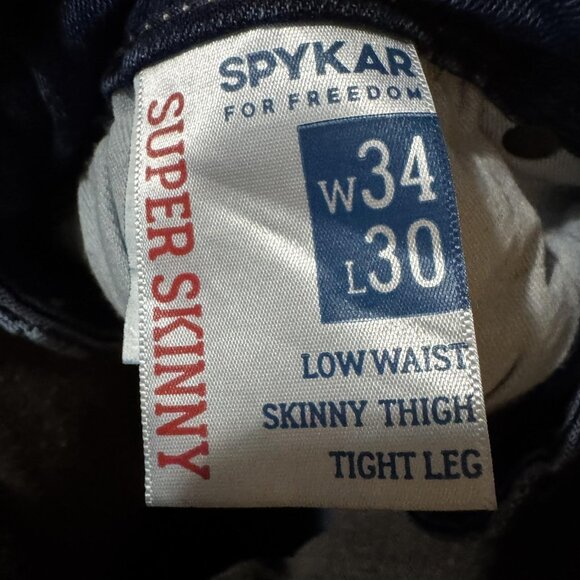 SPYKAR
FOR FREEDOM
SUPER SKINNY
W34
L30
LOW WAIST
SKINNY THIGH
TIGHT LEG